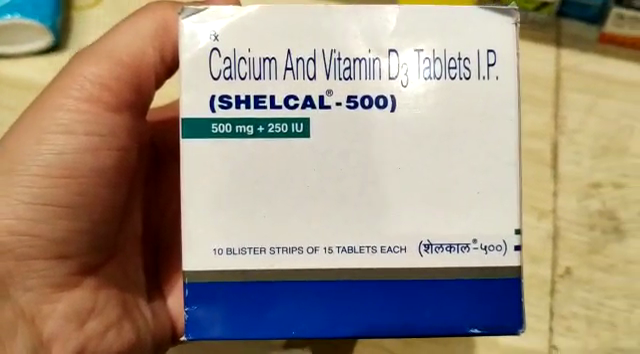 Rx
Calcium And Vitamin D3 Tablets I.P.
(SHELCAL®-500)
500 mg + 250 IU
10 BLISTER STRIPS OF 15 TABLETS EACH (शेलकाल®-५००)